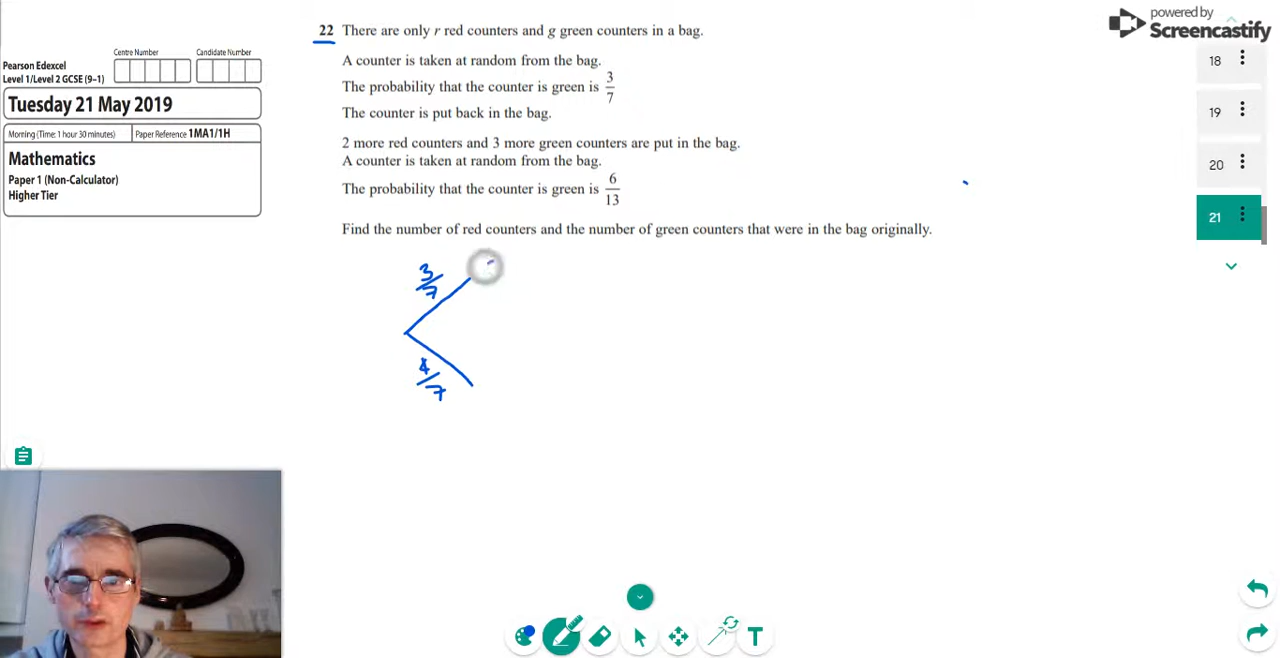 powered by
Screencastify
22 There are only r red counters and g green counters in a bag.
A counter is taken at random from the bag.
The probability that the counter is green is 3/7
The counter is put back in the bag.
2 more red counters and 3 more green counters are put in the bag.
A counter is taken at random from the bag.
The probability that the counter is green is 6/13
Find the number of red counters and the number of green counters that were in the bag originally.
Centre Number
Candidate Number
Pearson Edexcel
Level 1/Level 2 GCSE (9–1)
Tuesday 21 May 2019
Morning (Time: 1 hour 30 minutes)
Paper Reference 1MA1/1H
Mathematics
Paper 1 (Non-Calculator)
Higher Tier
3/7
4/7
18
19
20
21
T